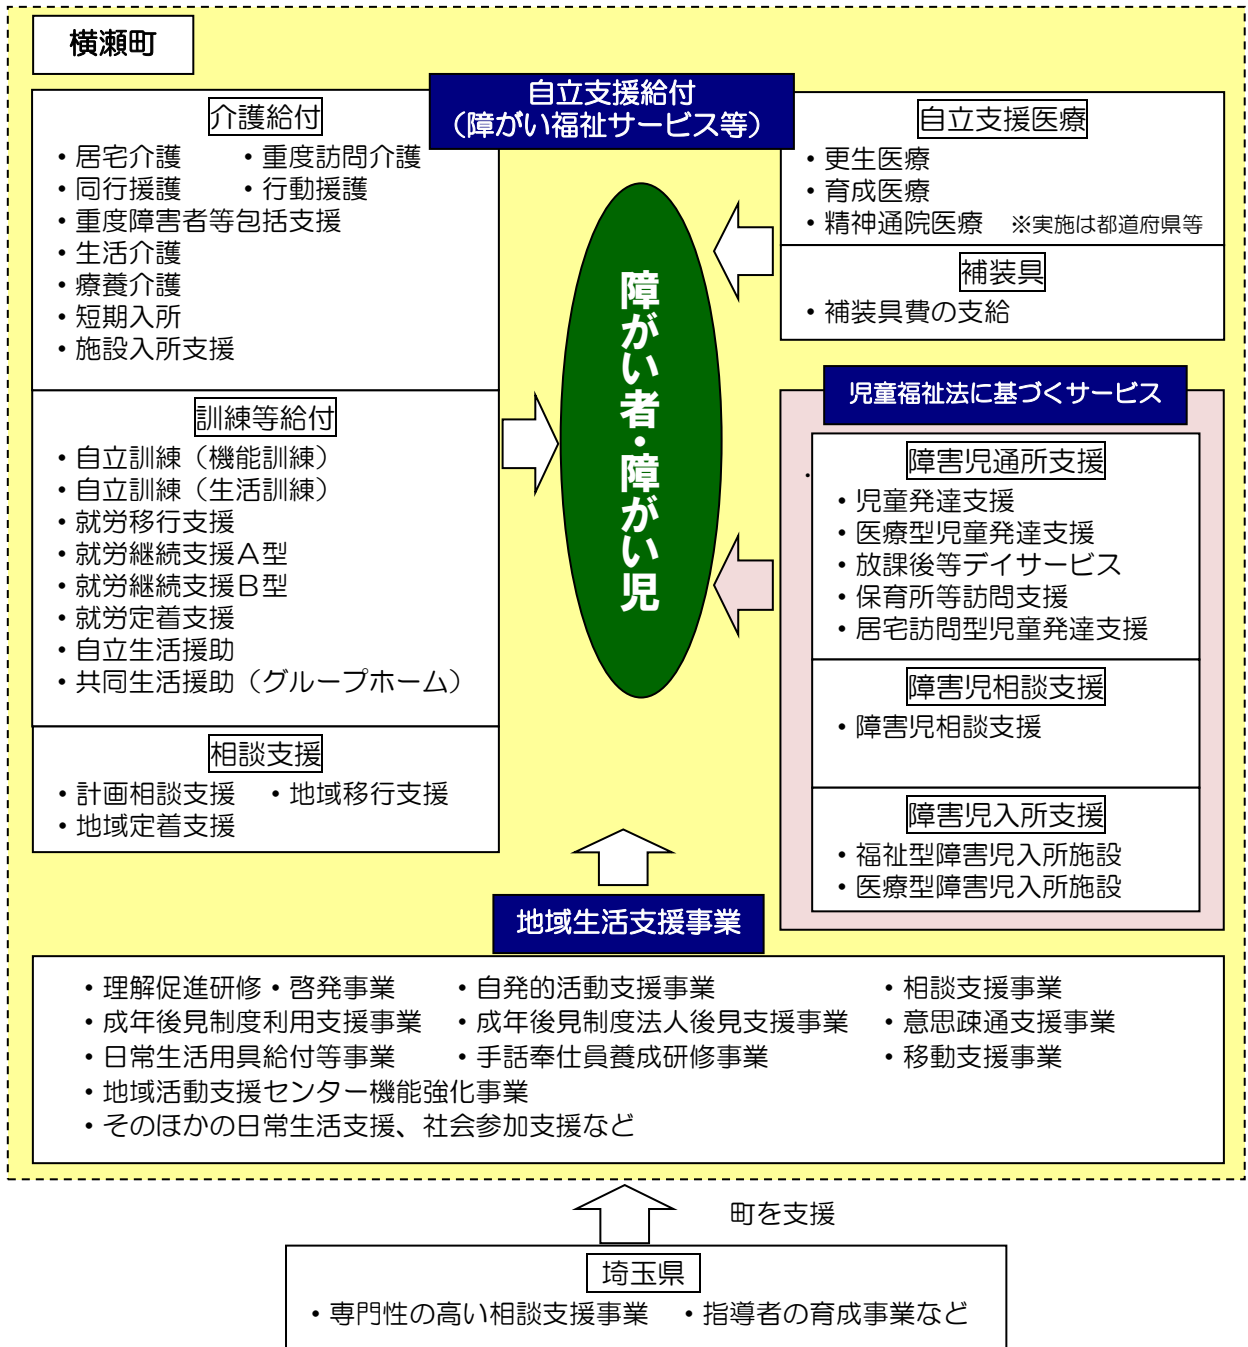 横瀬町
自立支援給付
（障がい福祉サービス等）
介護給付
・居宅介護　・重度訪問介護
・同行援護　・行動援護
・重度障害者等包括支援
・生活介護
・療養介護
・短期入所
・施設入所支援
訓練等給付
・自立訓練（機能訓練）
・自立訓練（生活訓練）
・就労移行支援
・就労継続支援Ａ型
・就労継続支援Ｂ型
・就労定着支援
・自立生活援助
・共同生活援助（グループホーム）
相談支援
・計画相談支援　・地域移行支援
・地域定着支援
障がい者・障がい児
自立支援医療
・更生医療
・育成医療
・精神通院医療　※実施は都道府県等
補装具
・補装具費の支給
児童福祉法に基づくサービス
障害児通所支援
・児童発達支援
・医療型児童発達支援
・放課後等デイサービス
・保育所等訪問支援
・居宅訪問型児童発達支援
障害児相談支援
・障害児相談支援
障害児入所支援
・福祉型障害児入所施設
・医療型障害児入所施設
地域生活支援事業
・理解促進研修・啓発事業　・自発的活動支援事業　・相談支援事業
・成年後見制度利用支援事業　・成年後見制度法人後見支援事業　・意思疎通支援事業
・日常生活用具給付等事業　・手話奉仕員養成研修事業　・移動支援事業
・地域活動支援センター機能強化事業
・そのほかの日常生活支援、社会参加支援など
町を支援
埼玉県
・専門性の高い相談支援事業　・指導者の育成事業など